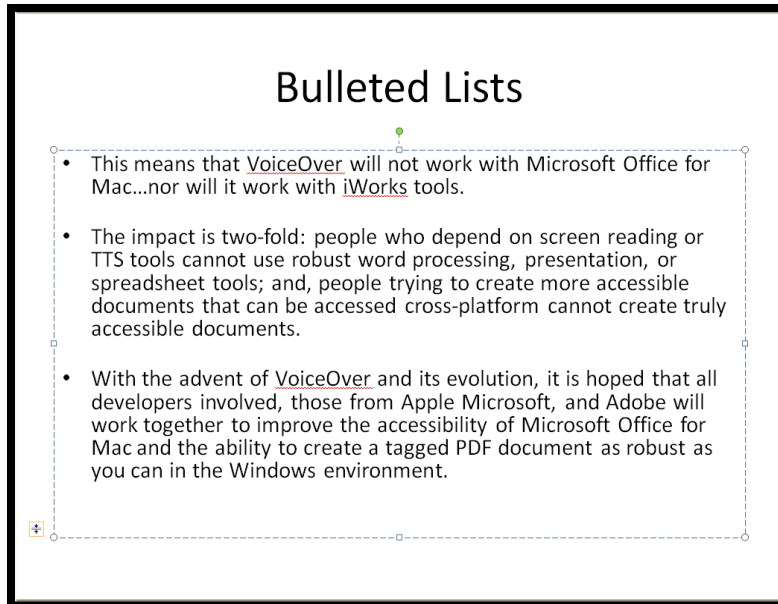 Bulleted Lists
• This means that VoiceOver will not work with Microsoft Office for
Mac…nor will it work with iWorks tools.
• The impact is two-fold: people who depend on screen reading or
TTS tools cannot use robust word processing, presentation, or
spreadsheet tools; and, people trying to create more accessible
documents that can be accessed cross-platform cannot create truly
accessible documents.
• With the advent of VoiceOver and its evolution, it is hoped that all
developers involved, those from Apple Microsoft, and Adobe will
work together to improve the accessibility of Microsoft Office for
Mac and the ability to create a tagged PDF document as robust as
you can in the Windows environment.